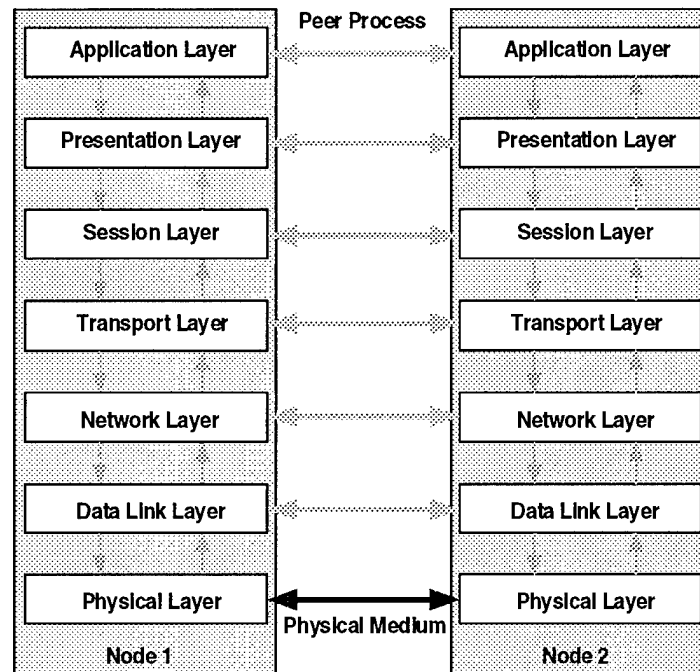 Peer Process
Application Layer
Presentation Layer
Session Layer
Transport Layer
Network Layer
Data Link Layer
Physical Layer
Node 1
Physical Medium
Application Layer
Presentation Layer
Session Layer
Transport Layer
Network Layer
Data Link Layer
Physical Layer
Node 2